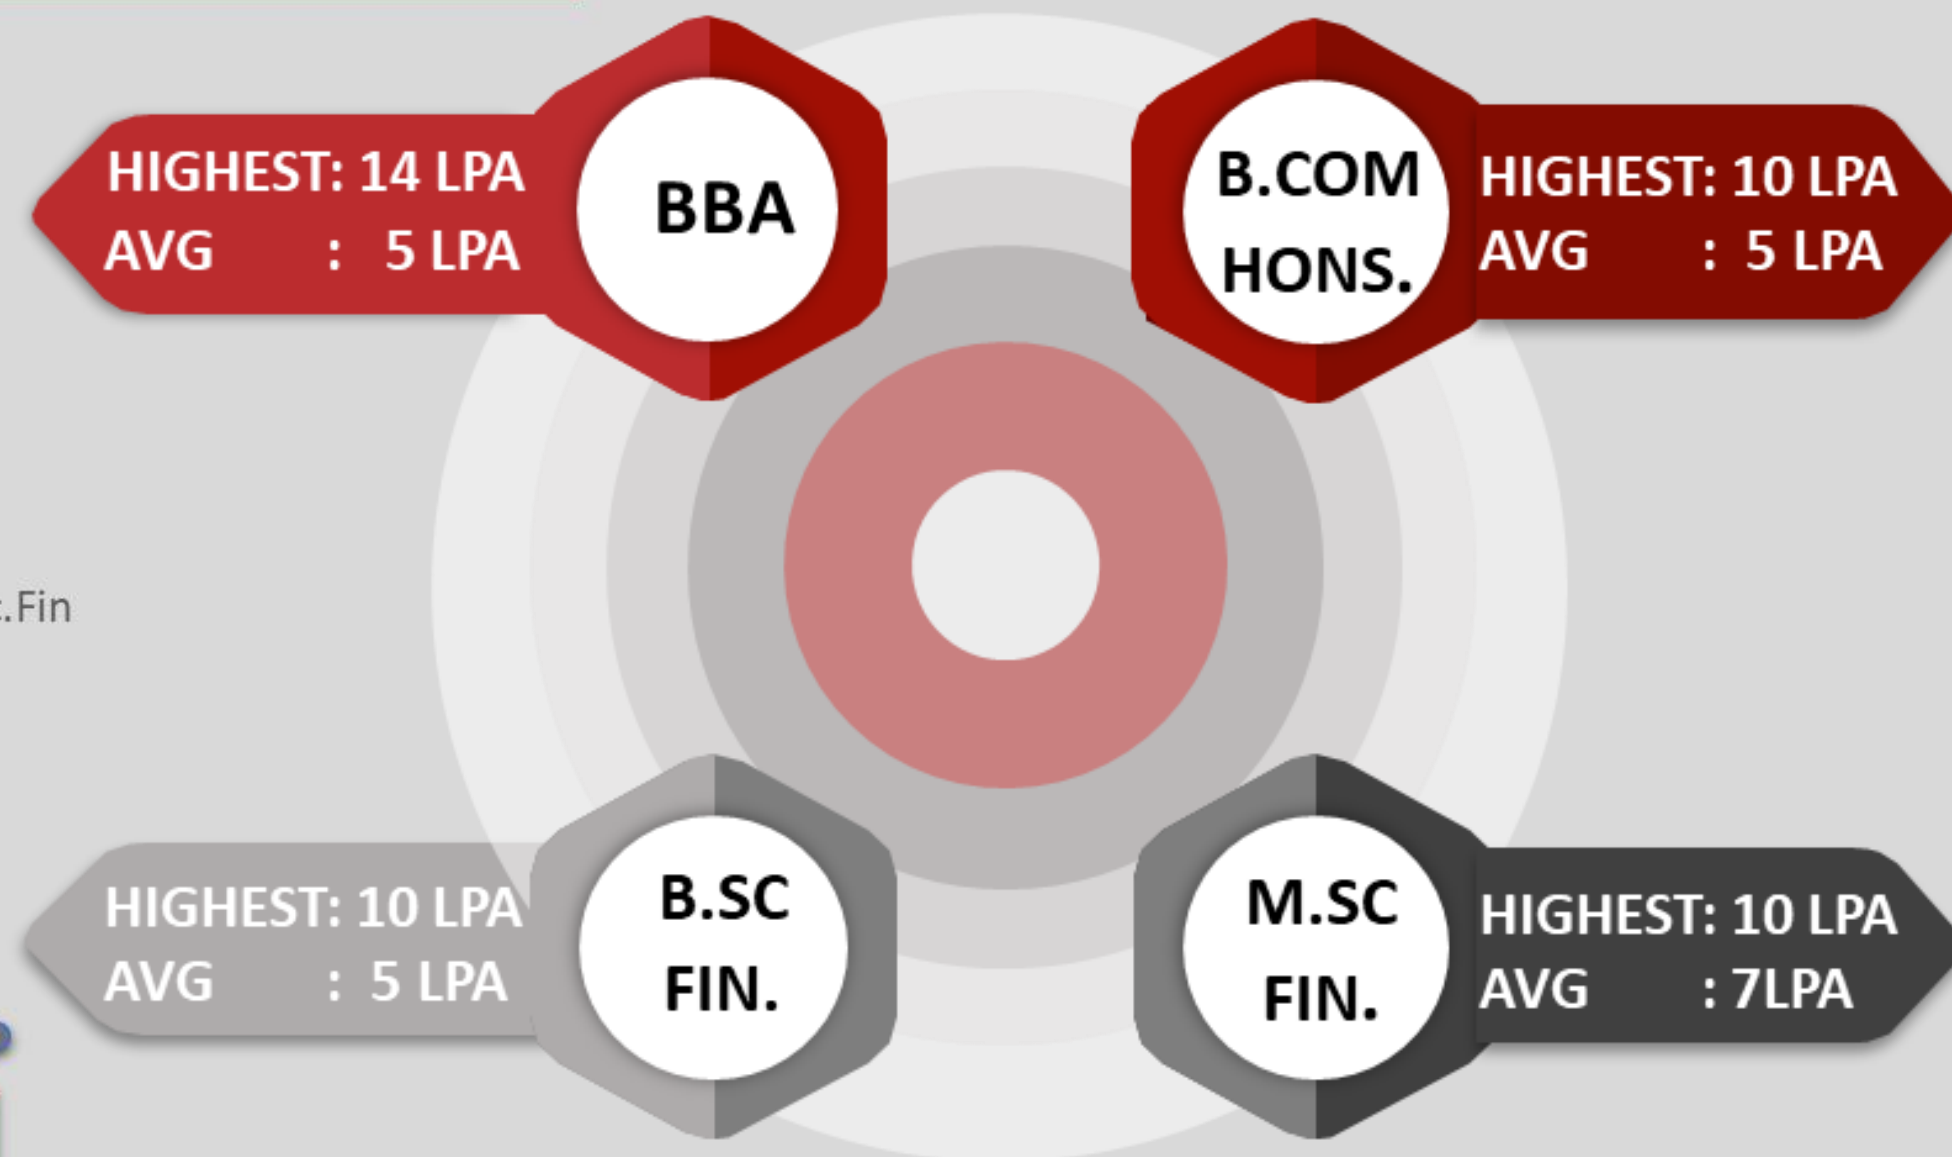 HIGHEST: 14 LPA
AVG : 5 LPA
BBA
B.COM
HONS.
HIGHEST: 10 LPA
AVG : 5 LPA
.Fin
HIGHEST: 10 LPA
AVG : 5 LPA
B.SC
FIN.
M.SC
FIN.
HIGHEST: 10 LPA
AVG : 7LPA